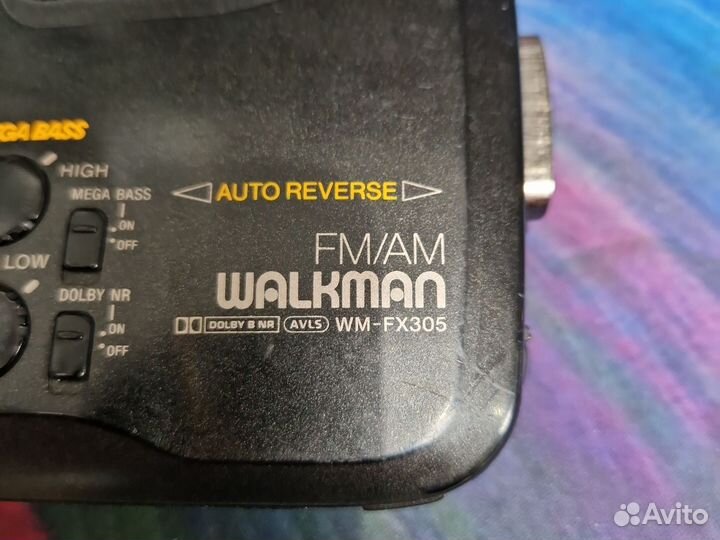 MEGA BASS
HIGH
MEGA BASS
ON
OFF
LOW
DOLBY NR
ON
OFF
AUTO REVERSE
FM/AM
WALKMAN
DOLBY B NR AVLS WM-FX305
Avito